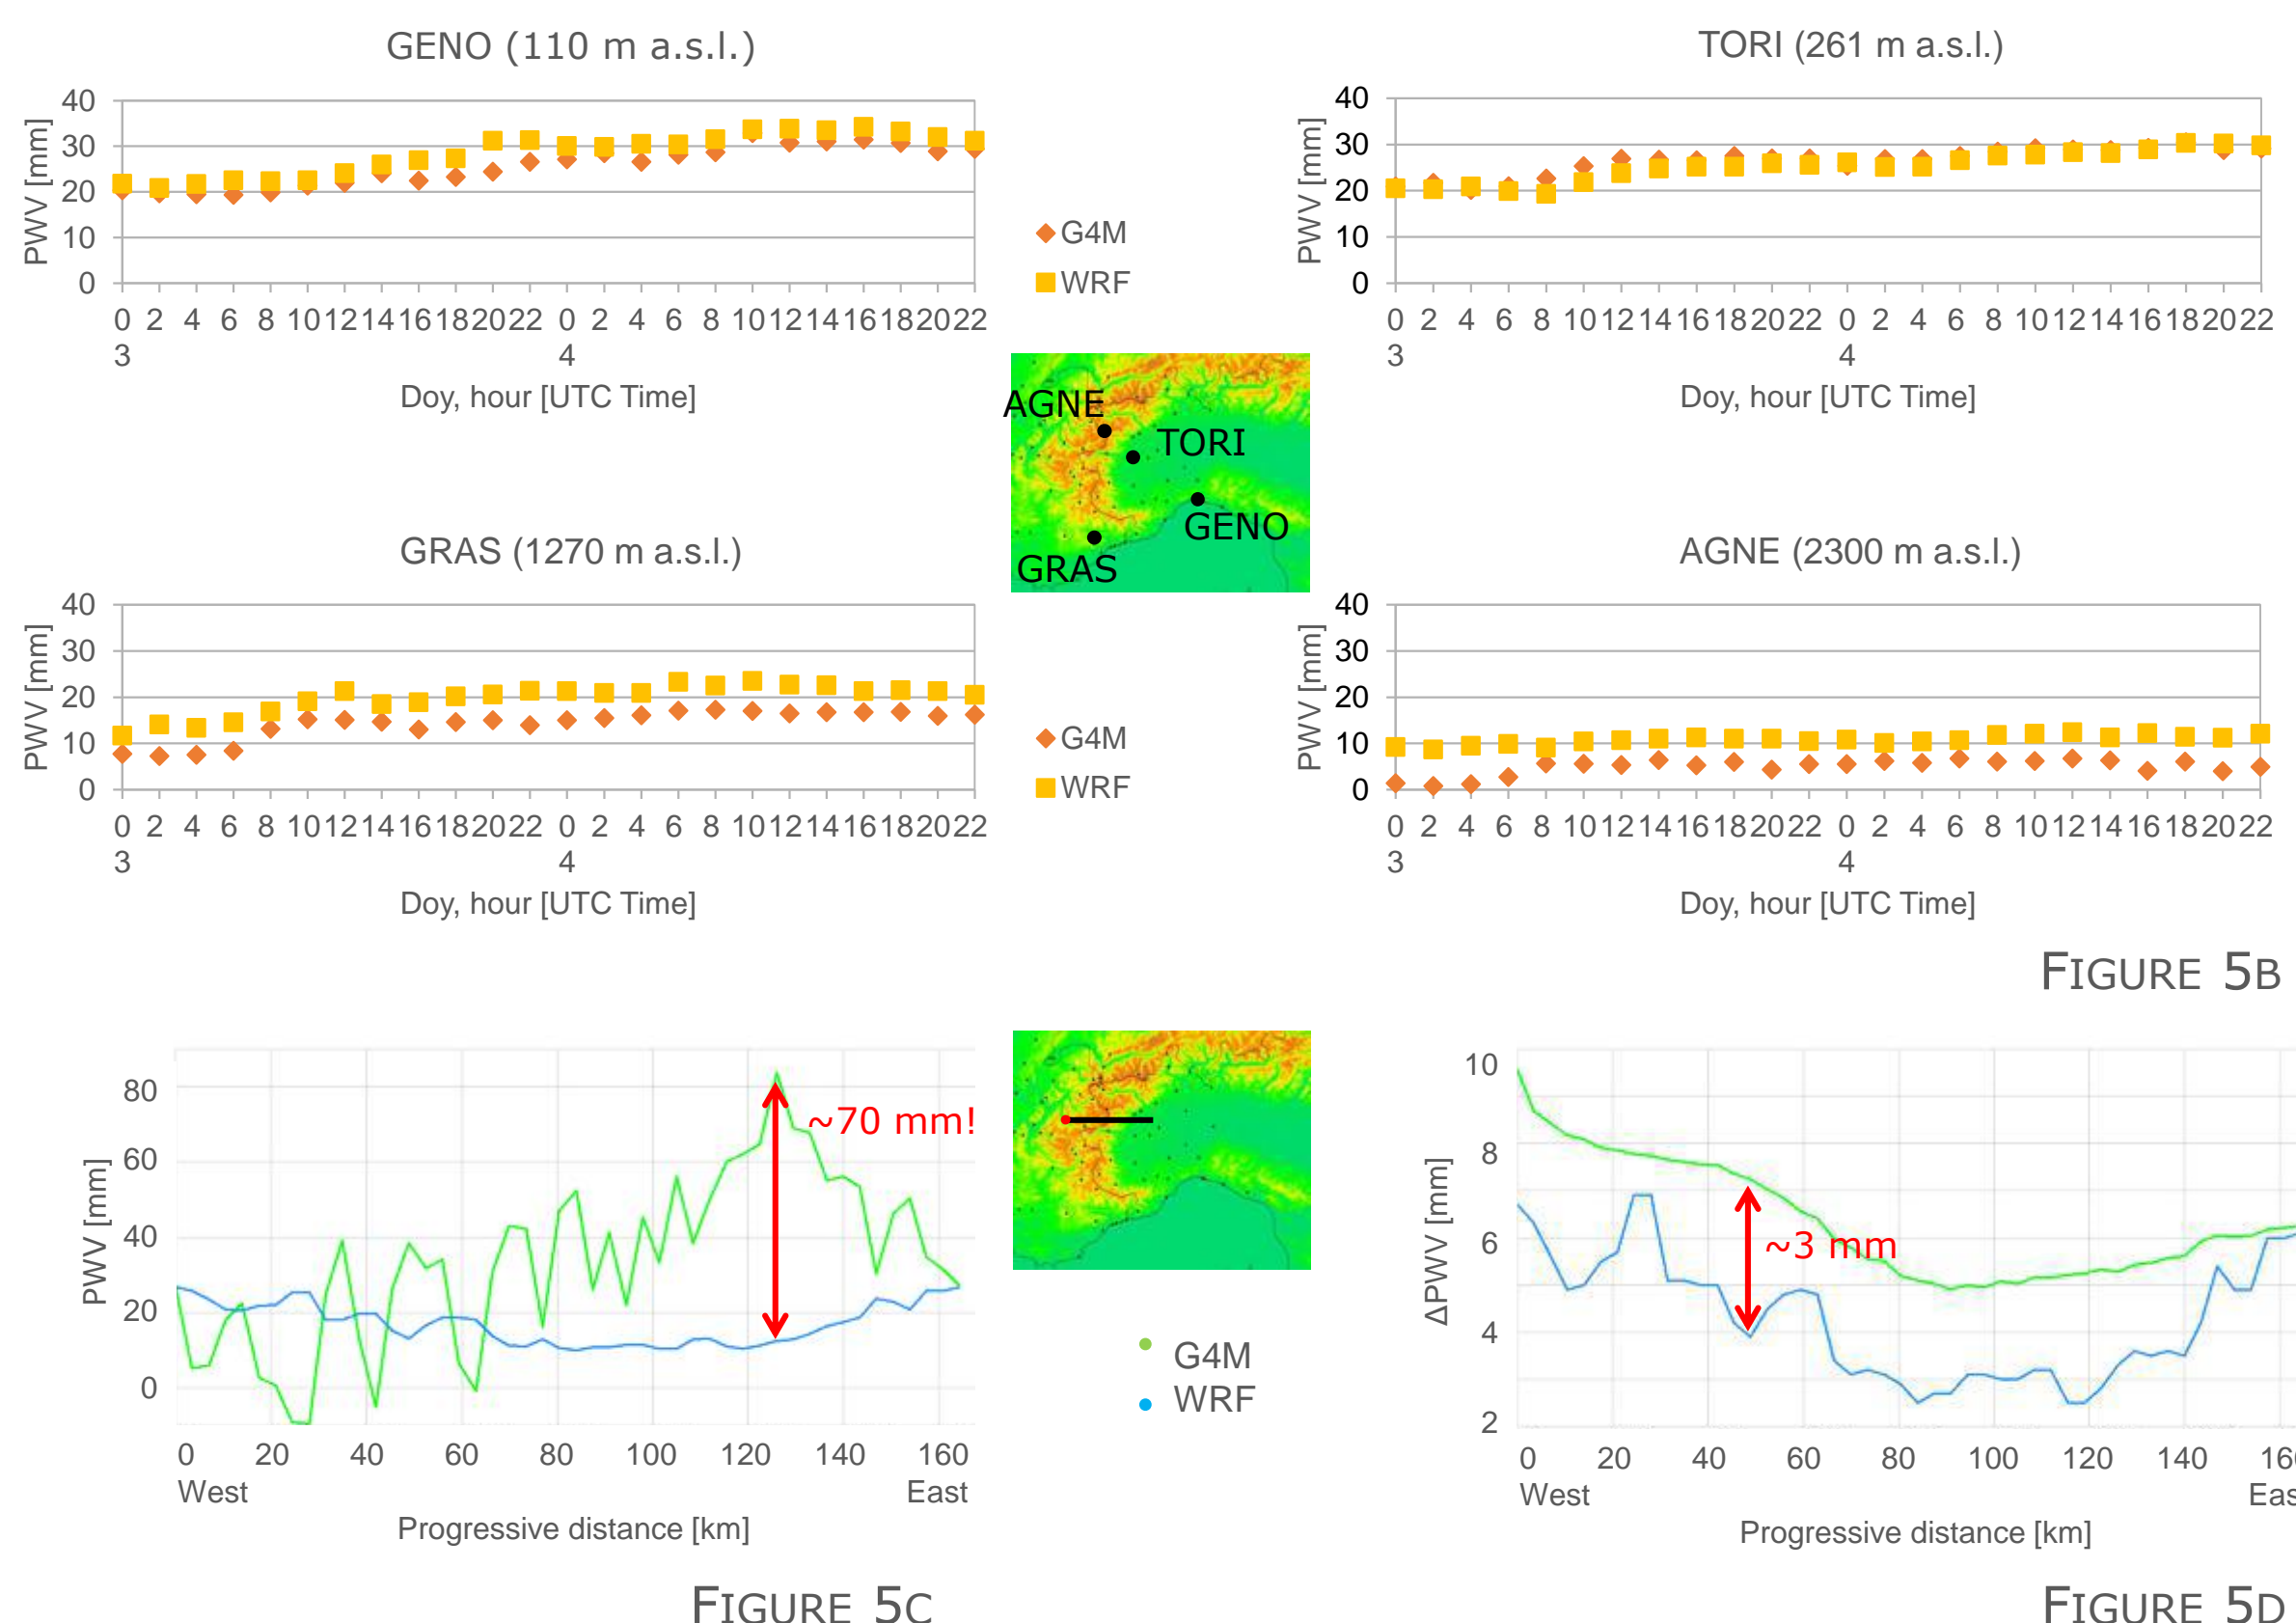 GENO (110 m a.s.l.)
40
30
20
10
0
PWV [mm]
0 2 4 6 8 10 12 14 16 18 20 22 0 2 4 6 8 10 12 14 16 18 20 22
3 4
Doy, hour [UTC Time]
G4M
WRF
TORI (261 m a.s.l.)
40
30
20
10
0
PWV [mm]
0 2 4 6 8 10 12 14 16 18 20 22 0 2 4 6 8 10 12 14 16 18 20 22
3 4
Doy, hour [UTC Time]
AGNE
TORI
GENO
GRAS
GRAS (1270 m a.s.l.)
40
30
20
10
0
PWV [mm]
0 2 4 6 8 10 12 14 16 18 20 22 0 2 4 6 8 10 12 14 16 18 20 22
3 4
Doy, hour [UTC Time]
G4M
WRF
AGNE (2300 m a.s.l.)
40
30
20
10
0
PWV [mm]
0 2 4 6 8 10 12 14 16 18 20 22 0 2 4 6 8 10 12 14 16 18 20 22
3 4
Doy, hour [UTC Time]
FIGURE 5B
80
60
40
20
0
PWV [mm]
~70 mm!
0 20 40 60 80 100 120 140 160
West East
Progressive distance [km]
FIGURE 5C
G4M
WRF
10
8
6
4
2
ΔPWV [mm]
~3 mm
0 20 40 60 80 100 120 140 16
West Eas
Progressive distance [km]
FIGURE 5D